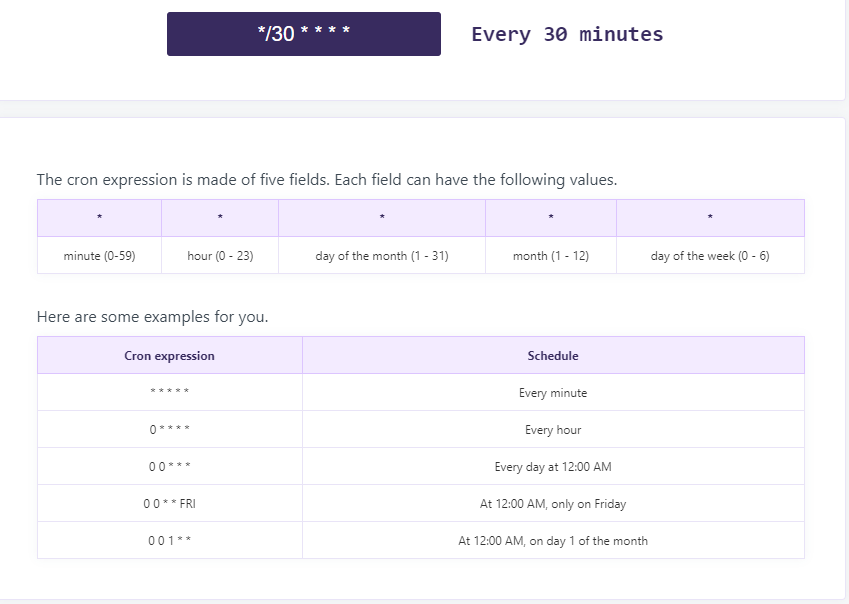 */30 * * * *
Every 30 minutes
The cron expression is made of five fields. Each field can have the following values.
* * * * *
minute (0-59) hour (0 - 23) day of the month (1 - 31) month (1 - 12) day of the week (0 - 6)
Here are some examples for you.
Cron expression Schedule
* * * * * Every minute
0 * * * * Every hour
0 0 * * * Every day at 12:00 AM
0 0 * * FRI At 12:00 AM, only on Friday
0 0 1 * * At 12:00 AM, on day 1 of the month